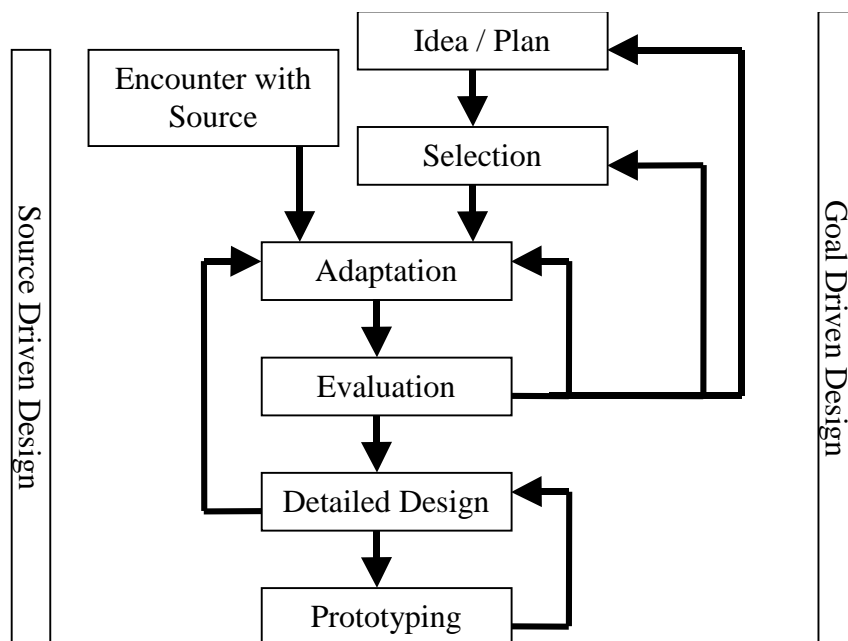 Idea / Plan
Encounter with
Source
Selection
Adaptation
Evaluation
Detailed Design
Prototyping
Source Driven Design
Goal Driven Design